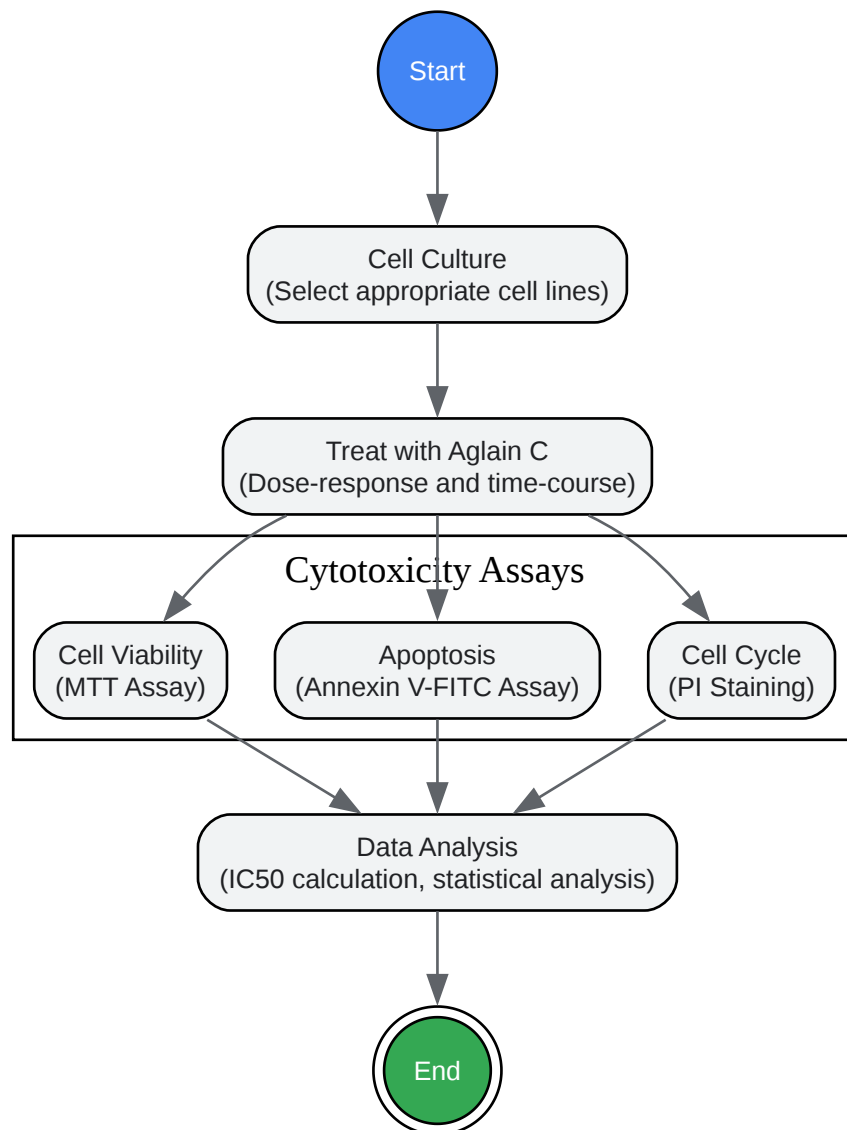 Start
Cell Culture
(Select appropriate cell lines)
Treat with Aglain C
(Dose-response and time-course)
Cytotoxicity Assays
Cell Viability
(MTT Assay)
Apoptosis
(Annexin V-FITC Assay)
Cell Cycle
(PI Staining)
Data Analysis
(IC50 calculation, statistical analysis)
End